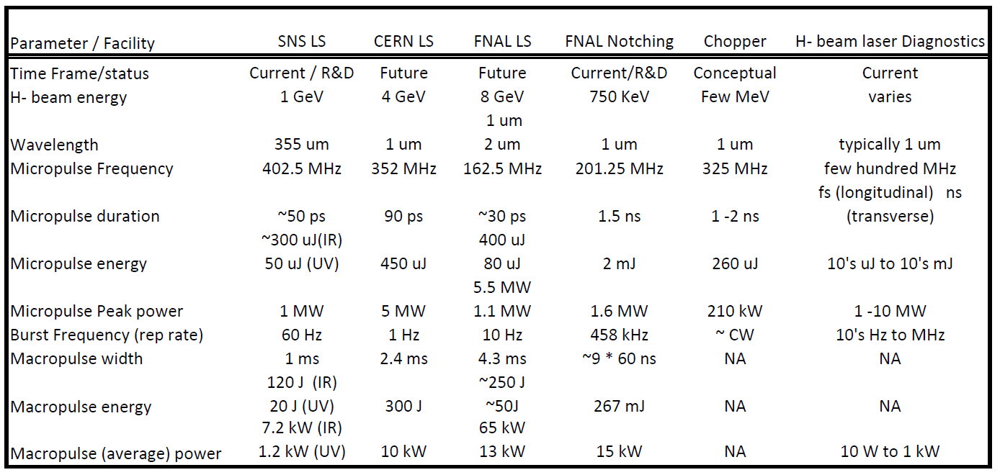 Parameter / Facility SNS LS CERN LS FNAL LS FNAL Notching Chopper H- beam laser Diagnostics
Time Frame/status Current / R&D Future Future Current/R&D Conceptual Current
H- beam energy 1 GeV 4 GeV 8 GeV 750 KeV Few MeV varies
1 um
Wavelength 355 um 1 um 2 um 1 um 1 um typically 1 um
Micropulse Frequency 402.5 MHz 352 MHz 162.5 MHz 201.25 MHz 325 MHz few hundred MHz
fs (longitudinal) ns
Micropulse duration ~50 ps 90 ps ~30 ps 1.5 ns 1 -2 ns (transverse)
~300 uJ(IR) 400 uJ
Micropulse energy 50 uJ (UV) 450 uJ 80 uJ 2 mJ 260 uJ 10's uJ to 10's mJ
5.5 MW
Micropulse Peak power 1 MW 5 MW 1.1 MW 1.6 MW 210 kW 1 -10 MW
Burst Frequency (rep rate) 60 Hz 1 Hz 10 Hz 458 kHz ~ CW 10's Hz to MHz
Macropulse width 1 ms 2.4 ms 4.3 ms ~9 * 60 ns NA NA
120 J (IR) ~250 J
Macropulse energy 20 J (UV) 300 J ~50J 267 mJ NA NA
7.2 kW (IR) 65 kW
Macropulse (average) power 1.2 kW (UV) 10 kW 13 kW 15 kW NA 10 W to 1 kW